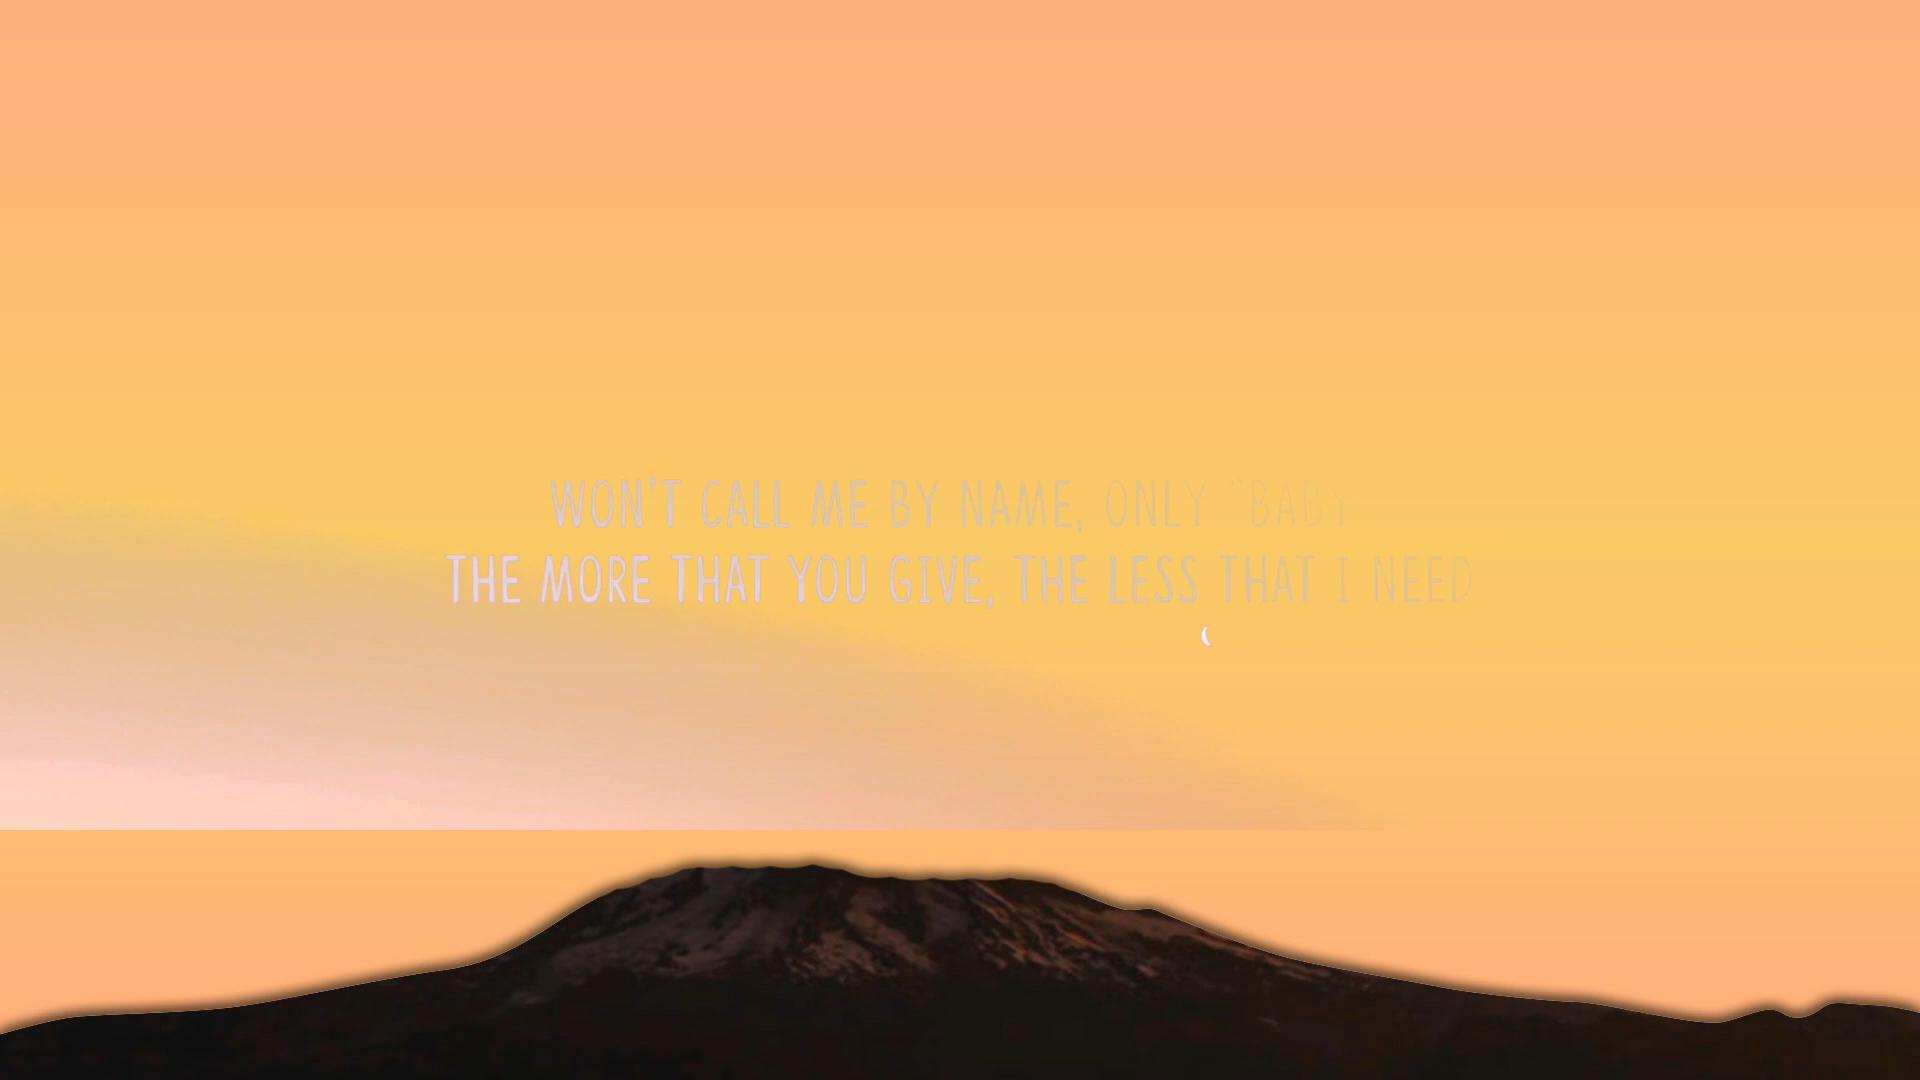 WON'T CALL ME BY NAME, ONLY "BABY
THE MORE THAT YOU GIVE, THE LESS THAT I NEED